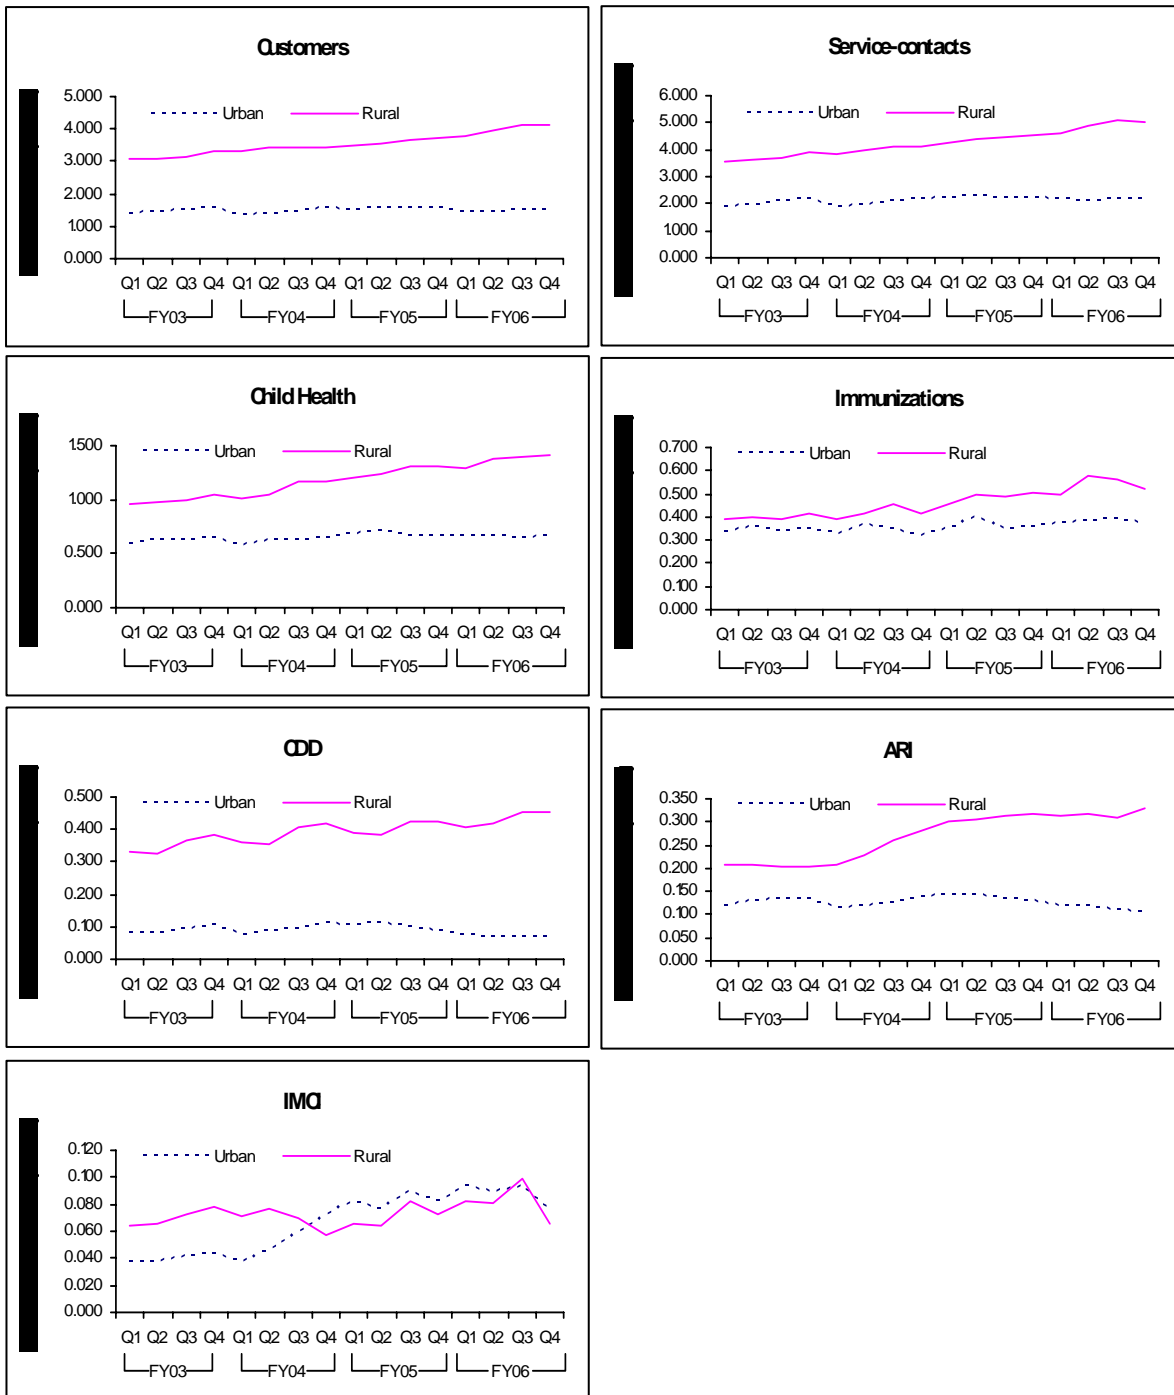 Customers
Urban Rural
5.000
4.000
3.000
2.000
1.000
0.000
Q1 Q2 Q3 Q4 Q1 Q2 Q3 Q4 Q1 Q2 Q3 Q4 Q1 Q2 Q3 Q4
FY03 FY04 FY05 FY06
Service-contacts
Urban Rural
6.000
5.000
4.000
3.000
2.000
1.000
0.000
Q1 Q2 Q3 Q4 Q1 Q2 Q3 Q4 Q1 Q2 Q3 Q4 Q1 Q2 Q3 Q4
FY03 FY04 FY05 FY06
Child Health
Urban Rural
1.500
1.000
0.500
0.000
Q1 Q2 Q3 Q4 Q1 Q2 Q3 Q4 Q1 Q2 Q3 Q4 Q1 Q2 Q3 Q4
FY03 FY04 FY05 FY06
Immunizations
Urban Rural
0.700
0.600
0.500
0.400
0.300
0.200
0.100
0.000
Q1 Q2 Q3 Q4 Q1 Q2 Q3 Q4 Q1 Q2 Q3 Q4 Q1 Q2 Q3 Q4
FY03 FY04 FY05 FY06
CDD
Urban Rural
0.500
0.400
0.300
0.200
0.100
0.000
Q1 Q2 Q3 Q4 Q1 Q2 Q3 Q4 Q1 Q2 Q3 Q4 Q1 Q2 Q3 Q4
FY03 FY04 FY05 FY06
ARI
Urban Rural
0.350
0.300
0.250
0.200
0.150
0.100
0.050
0.000
Q1 Q2 Q3 Q4 Q1 Q2 Q3 Q4 Q1 Q2 Q3 Q4 Q1 Q2 Q3 Q4
FY03 FY04 FY05 FY06
IMCI
Urban Rural
0.120
0.100
0.080
0.060
0.040
0.020
0.000
Q1 Q2 Q3 Q4 Q1 Q2 Q3 Q4 Q1 Q2 Q3 Q4 Q1 Q2 Q3 Q4
FY03 FY04 FY05 FY06